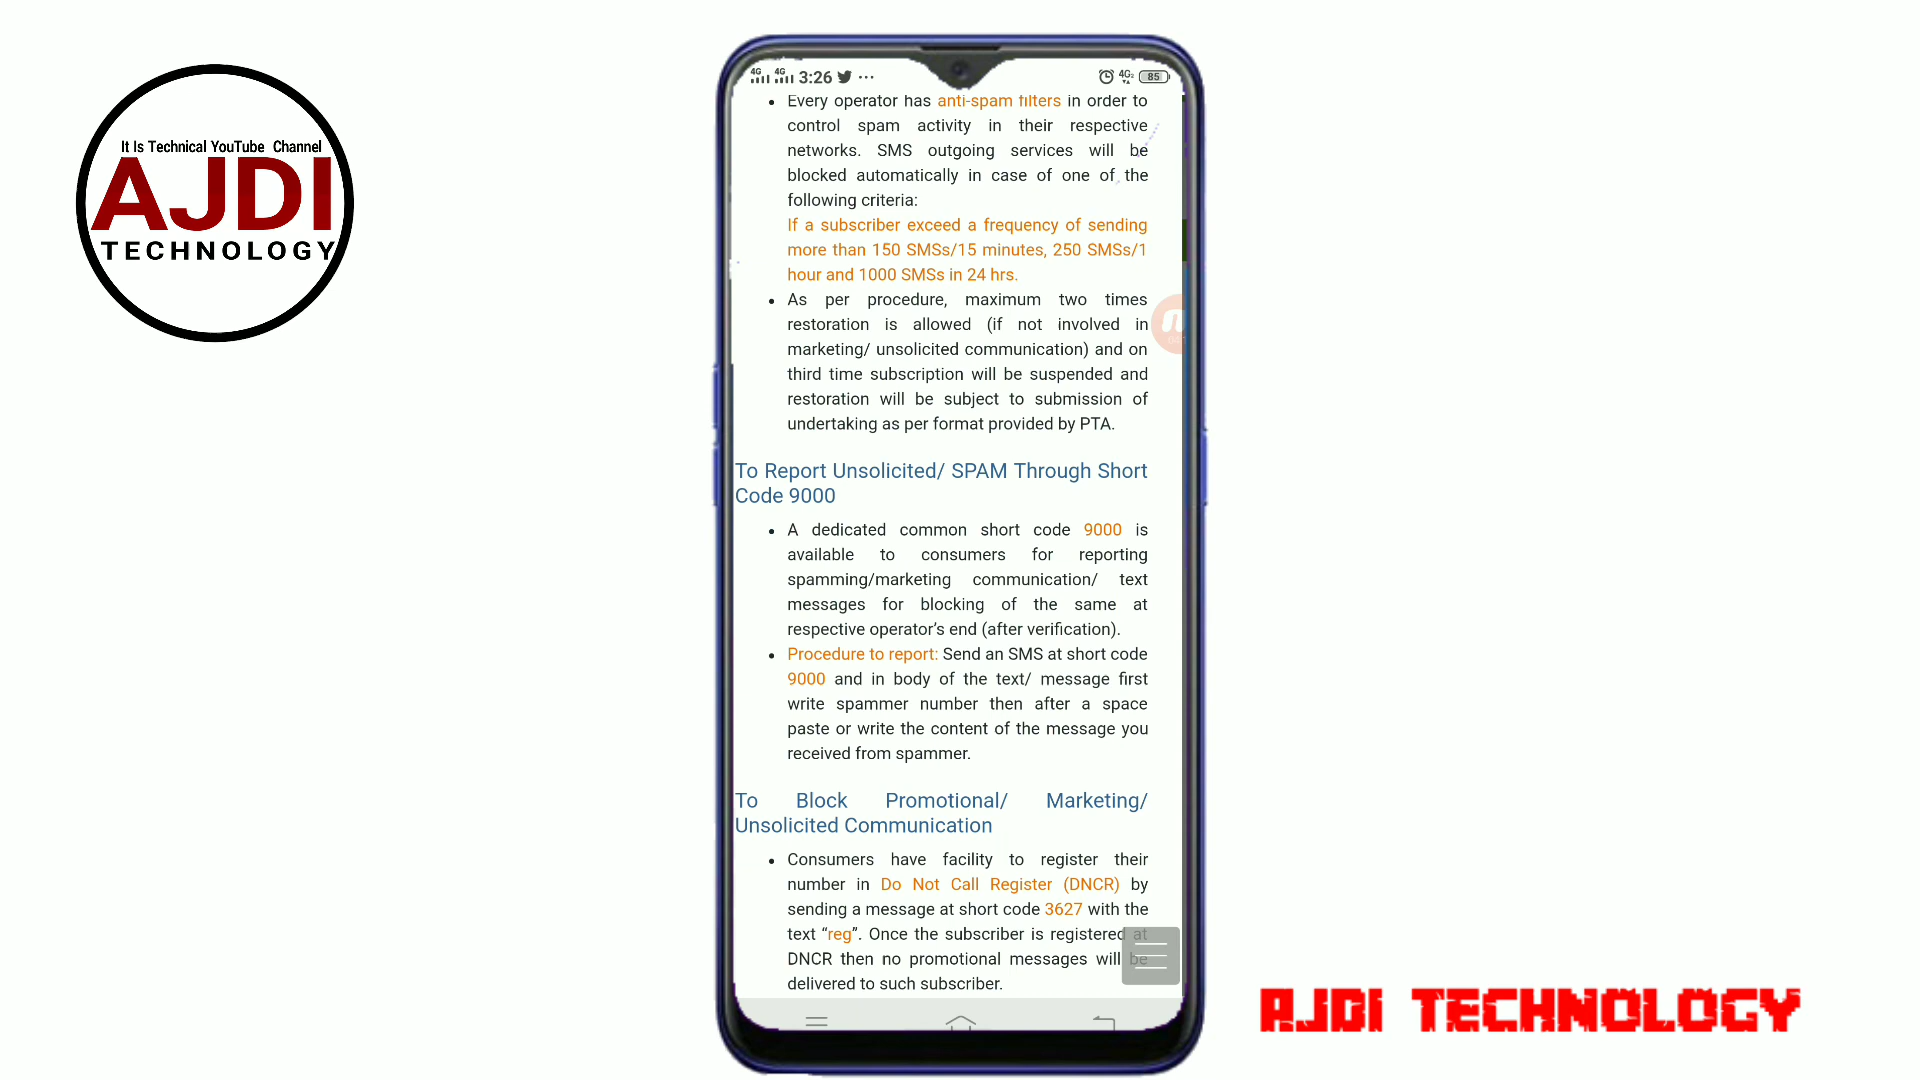 It Is Technical YouTube Channel
AJDI
TECHNOLOGY
4G 4G 3:26 ... 4G 85
Every operator has anti-spam filters in order to
control spam activity in their respective
networks. SMS outgoing services will be
blocked automatically in case of one of the
following criteria:
If a subscriber exceed a frequency of sending
more than 150 SMSs/15 minutes, 250 SMSs/1
hour and 1000 SMSs in 24 hrs.
As per procedure, maximum two times
restoration is allowed (if not involved in
marketing/ unsolicited communication) and on
third time subscription will be suspended and
restoration will be subject to submission of
undertaking as per format provided by PTA.
To Report Unsolicited/ SPAM Through Short
Code 9000
A dedicated common short code 9000 is
available to consumers for reporting
spamming/marketing communication/ text
messages for blocking of the same at
respective operator's end (after verification).
Procedure to report: Send an SMS at short code
9000 and in body of the text/ message first
write spammer number then after a space
paste or write the content of the message you
received from spammer.
To Block Promotional/ Marketing/
Unsolicited Communication
Consumers have facility to register their
number in Do Not Call Register (DNCR) by
sending a message at short code 3627 with the
text “reg”. Once the subscriber is registered at
DNCR then no promotional messages will be
delivered to such subscriber.
AJDI TECHNOLOGY